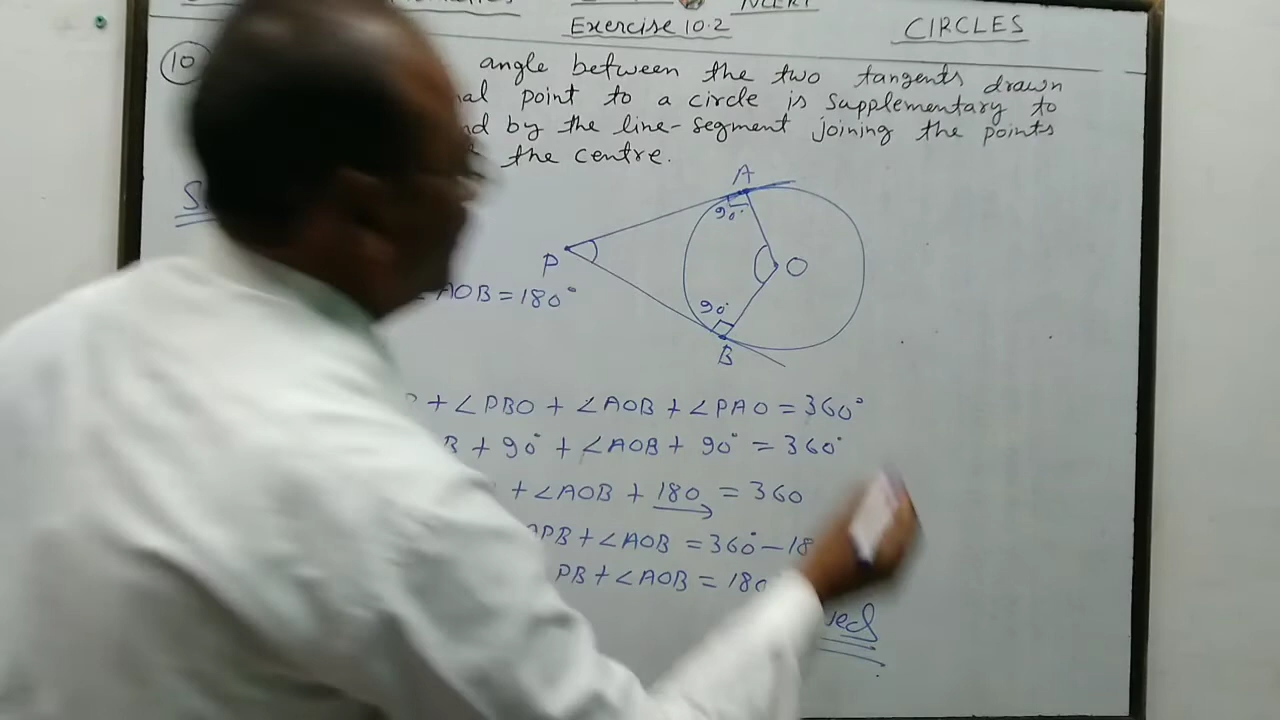 NCERT
Exercise 10.2
CIRCLES
10 angle between the two tangents drawn
point to a circle is supplementary to
by the line-segment joining the points
the centre.
A
90°
P
O
∠AOB = 180°
90°
B
+ ∠PBO + ∠AOB + ∠PAO = 360°
B + 90° + ∠AOB + 90° = 360°
+ ∠AOB + 180 = 360
PB + ∠AOB = 360° - 18
PB + ∠AOB = 180
ved